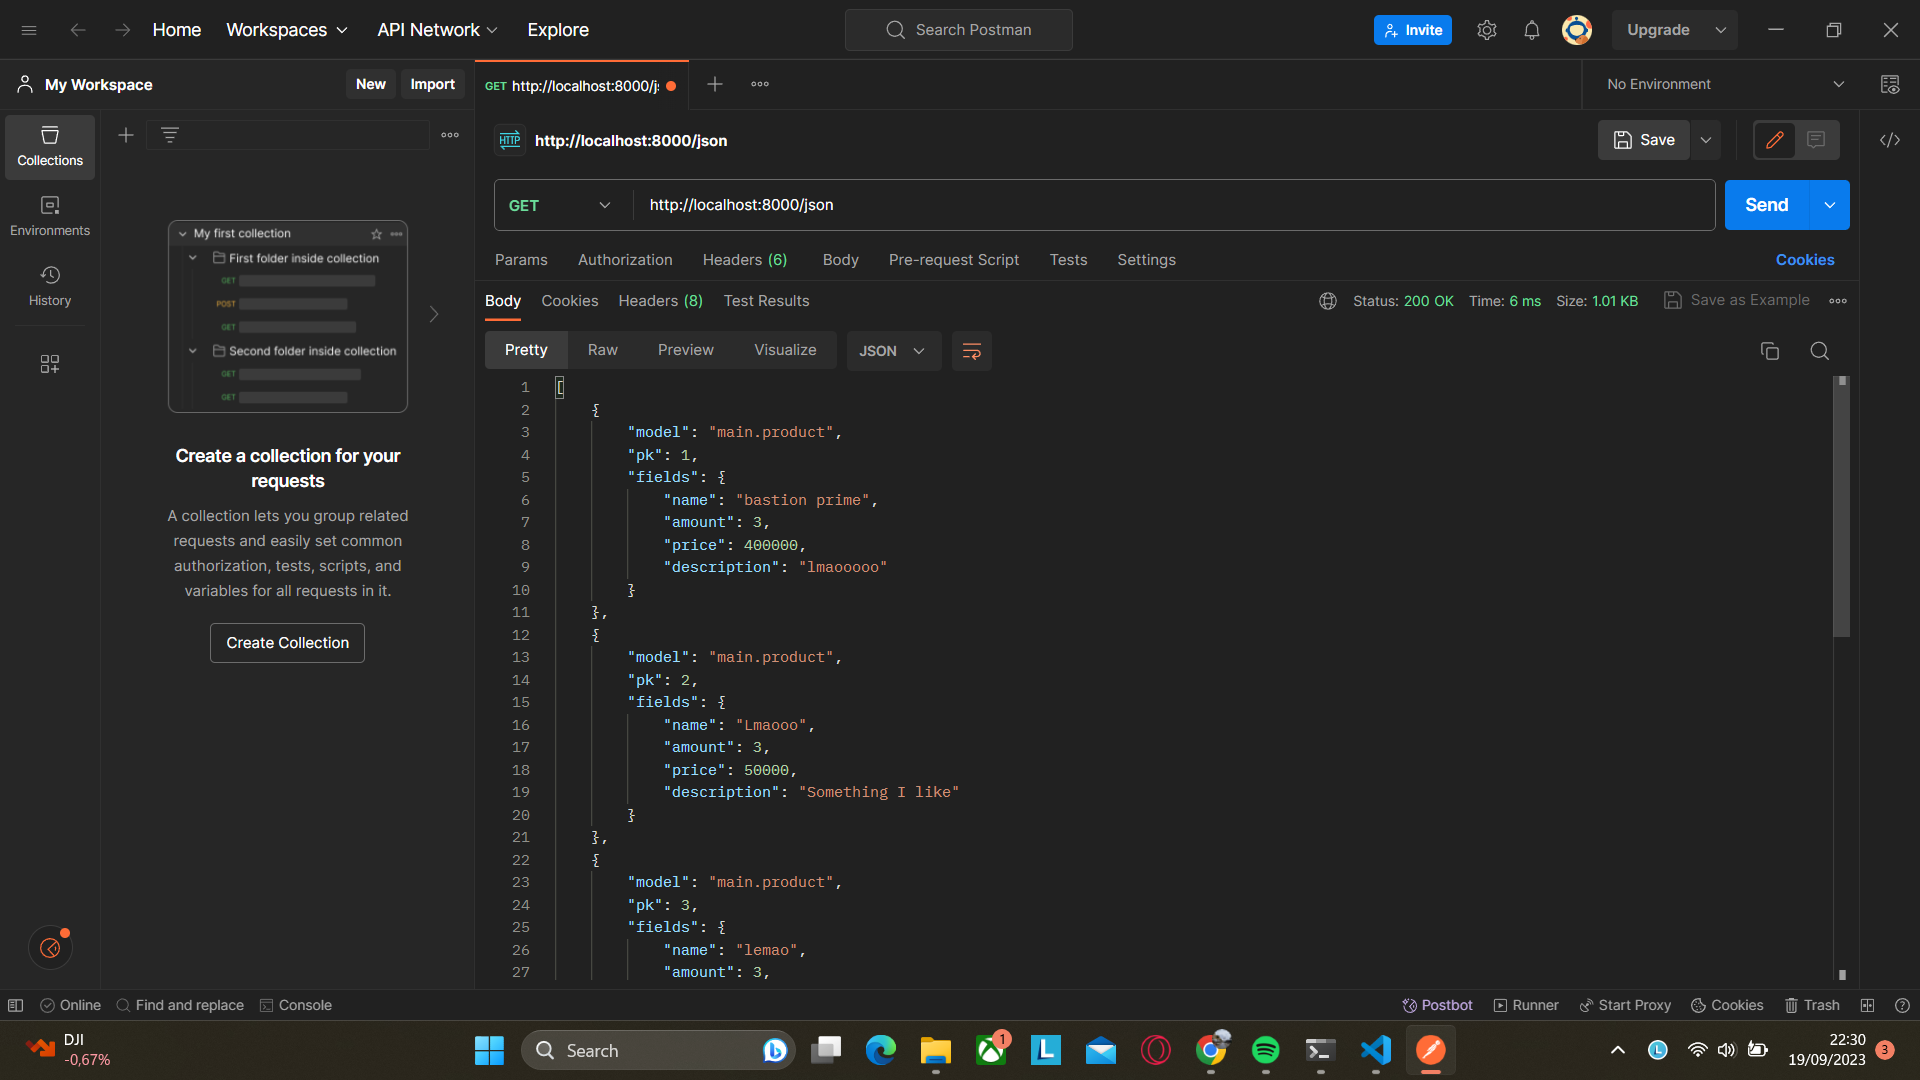 Home
Workspaces
API Network
Explore
Search Postman
Invite
Upgrade
My Workspace
New
Import
GET http://localhost:8000/j
No Environment
Collections
HTTP http://localhost:8000/json
Save
Environments
GET
http://localhost:8000/json
Send
Params
Authorization
Headers (6)
Body
Pre-request Script
Tests
Settings
Cookies
History
My first collection
First folder inside collection
GET
POST
GET
Second folder inside collection
GET
GET
Create a collection for your
requests
A collection lets you group related
requests and easily set common
authorization, tests, scripts, and
variables for all requests in it.
Create Collection
Body
Cookies
Headers (8)
Test Results
Status: 200 OK
Time: 6 ms
Size: 1.01 KB
Save as Example
Pretty
Raw
Preview
Visualize
JSON
1 [
2 {
3 "model": "main.product",
4 "pk": 1,
5 "fields": {
6 "name": "bastion prime",
7 "amount": 3,
8 "price": 400000,
9 "description": "lmaooooo"
10 }
11 },
12 {
13 "model": "main.product",
14 "pk": 2,
15 "fields": {
16 "name": "Lmaooo",
17 "amount": 3,
18 "price": 50000,
19 "description": "Something I like"
20 }
21 },
22 {
23 "model": "main.product",
24 "pk": 3,
25 "fields": {
26 "name": "lemao",
27 "amount": 3,
Online
Find and replace
Console
Postbot
Runner
Start Proxy
Cookies
Trash
DJI
-0,67%
Search
1
L
L
22:30
19/09/2023
3